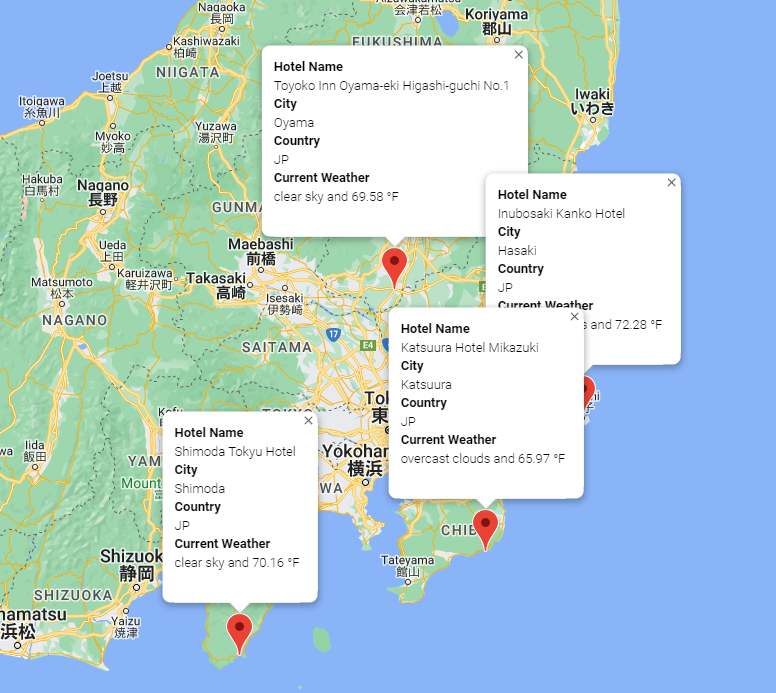 Nagaoka
長岡
Aizuwakamatsu
会津若松
Koriyama
郡山
Kashiwazaki
柏崎
FUKUSHIMA
NIIGATA
Joetsu
上越
Itoigawa
糸魚川
Iwaki
いわき
Yuzawa
湯沢町
Myoko
妙高
Hakuba
白馬村
Nagano
長野
GUNMA
Ueda
上田
Maebashi
前橋
Karuizawa
軽井沢町
Takasaki
高崎
Matsumoto
松本
Isesaki
伊勢崎
NAGANO
17
E4
SAITAMA
TOKYO
Iida
飯田
YAM
Mount
Yokohan
横浜
WA
CHIB
Tateyama
館山
Shizuok
静岡
SHIZUOKA
Yaizu
焼津
namatsu
浜松
Hotel Name
Toyoko Inn Oyama-eki Higashi-guchi No.1
City
Oyama
Country
JP
Current Weather
clear sky and 69.58 °F
Hotel Name
Inubosaki Kanko Hotel
City
Hasaki
Country
JP
Current Weather
s and 72.28 °F
Hotel Name
Katsuura Hotel Mikazuki
City
Katsuura
Country
JP
Current Weather
overcast clouds and 65.97 °F
Hotel Name
Shimoda Tokyu Hotel
City
Shimoda
Country
JP
Current Weather
clear sky and 70.16 °F